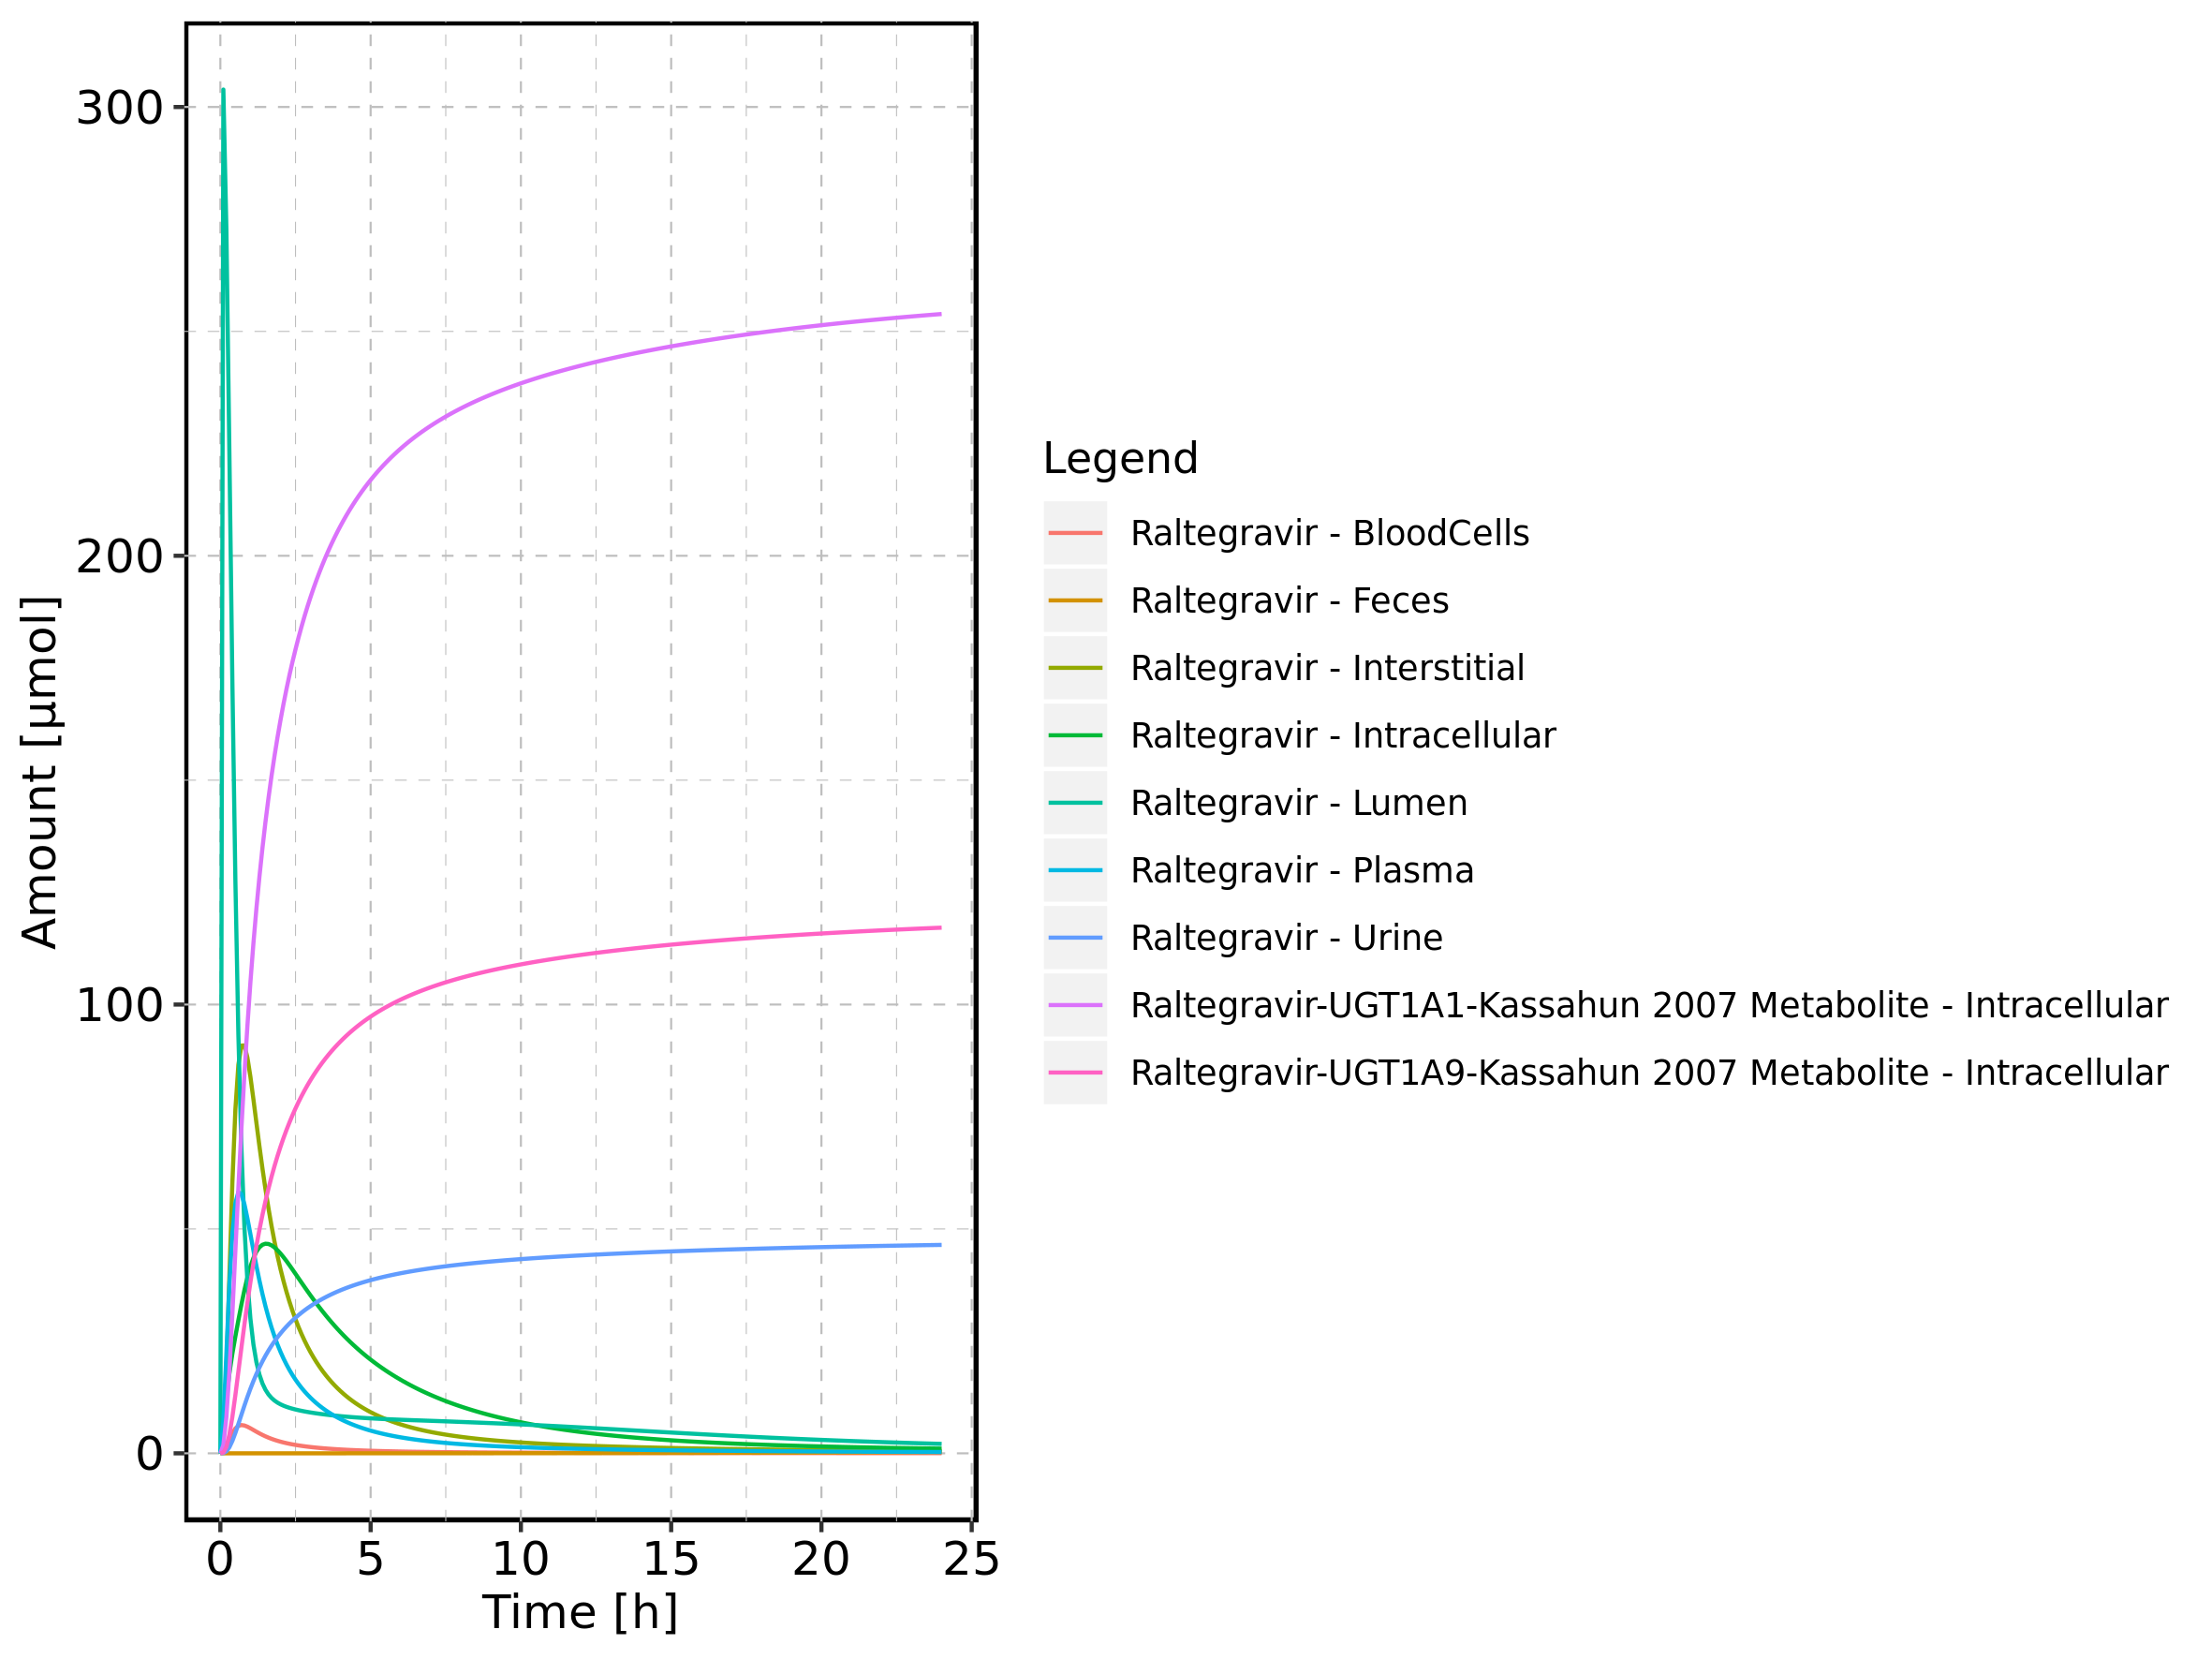 300
200
100
0
Amount [µmol]
0 5 10 15 20 25
Time [h]
Legend
Raltegravir - BloodCells
Raltegravir - Feces
Raltegravir - Interstitial
Raltegravir - Intracellular
Raltegravir - Lumen
Raltegravir - Plasma
Raltegravir - Urine
Raltegravir-UGT1A1-Kassahun 2007 Metabolite - Intracellular
Raltegravir-UGT1A9-Kassahun 2007 Metabolite - Intracellular